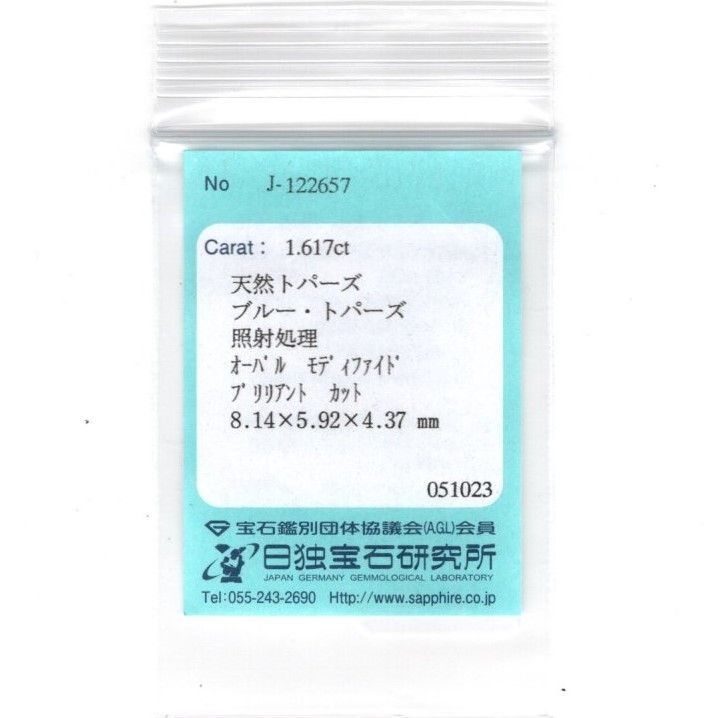 No J-122657
Carat: 1.617ct
天然トパーズ
ブルー・トパーズ
照射処理
ｵｰﾊﾞﾙ ﾓﾃﾞｨﾌｧｲﾄﾞ
ﾌﾞﾘﾘｱﾝﾄ ｶｯﾄ
8.14×5.92×4.37 mm
051023
宝石鑑別団体協議会(AGL)会員
日独宝石研究所
JAPAN GERMANY GEMMOLOGICAL LABORATORY
Tel:055-243-2690 Http://www.sapphire.co.jp